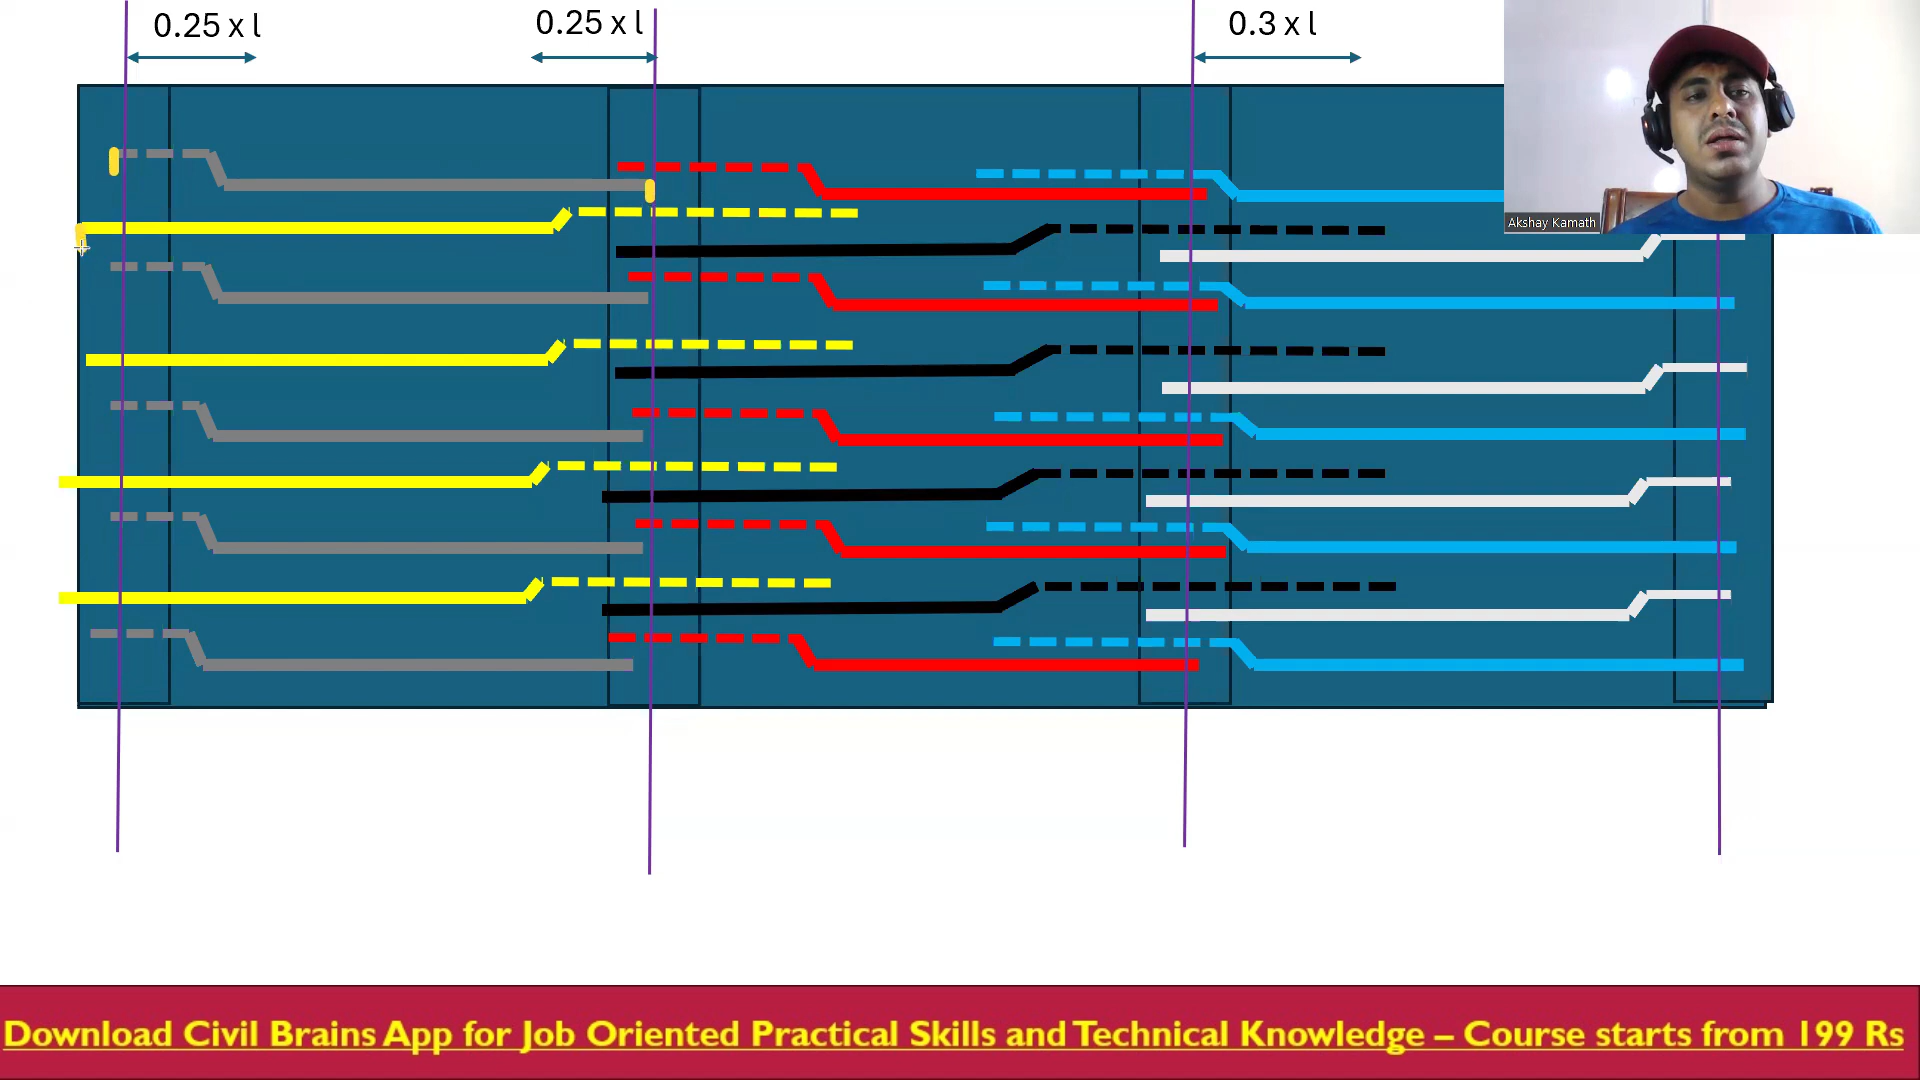 0.25 x l
0.25 x l
0.3 x l
Akshay Kamath
Download Civil Brains App for Job Oriented Practical Skills and Technical Knowledge – Course starts from 199 Rs